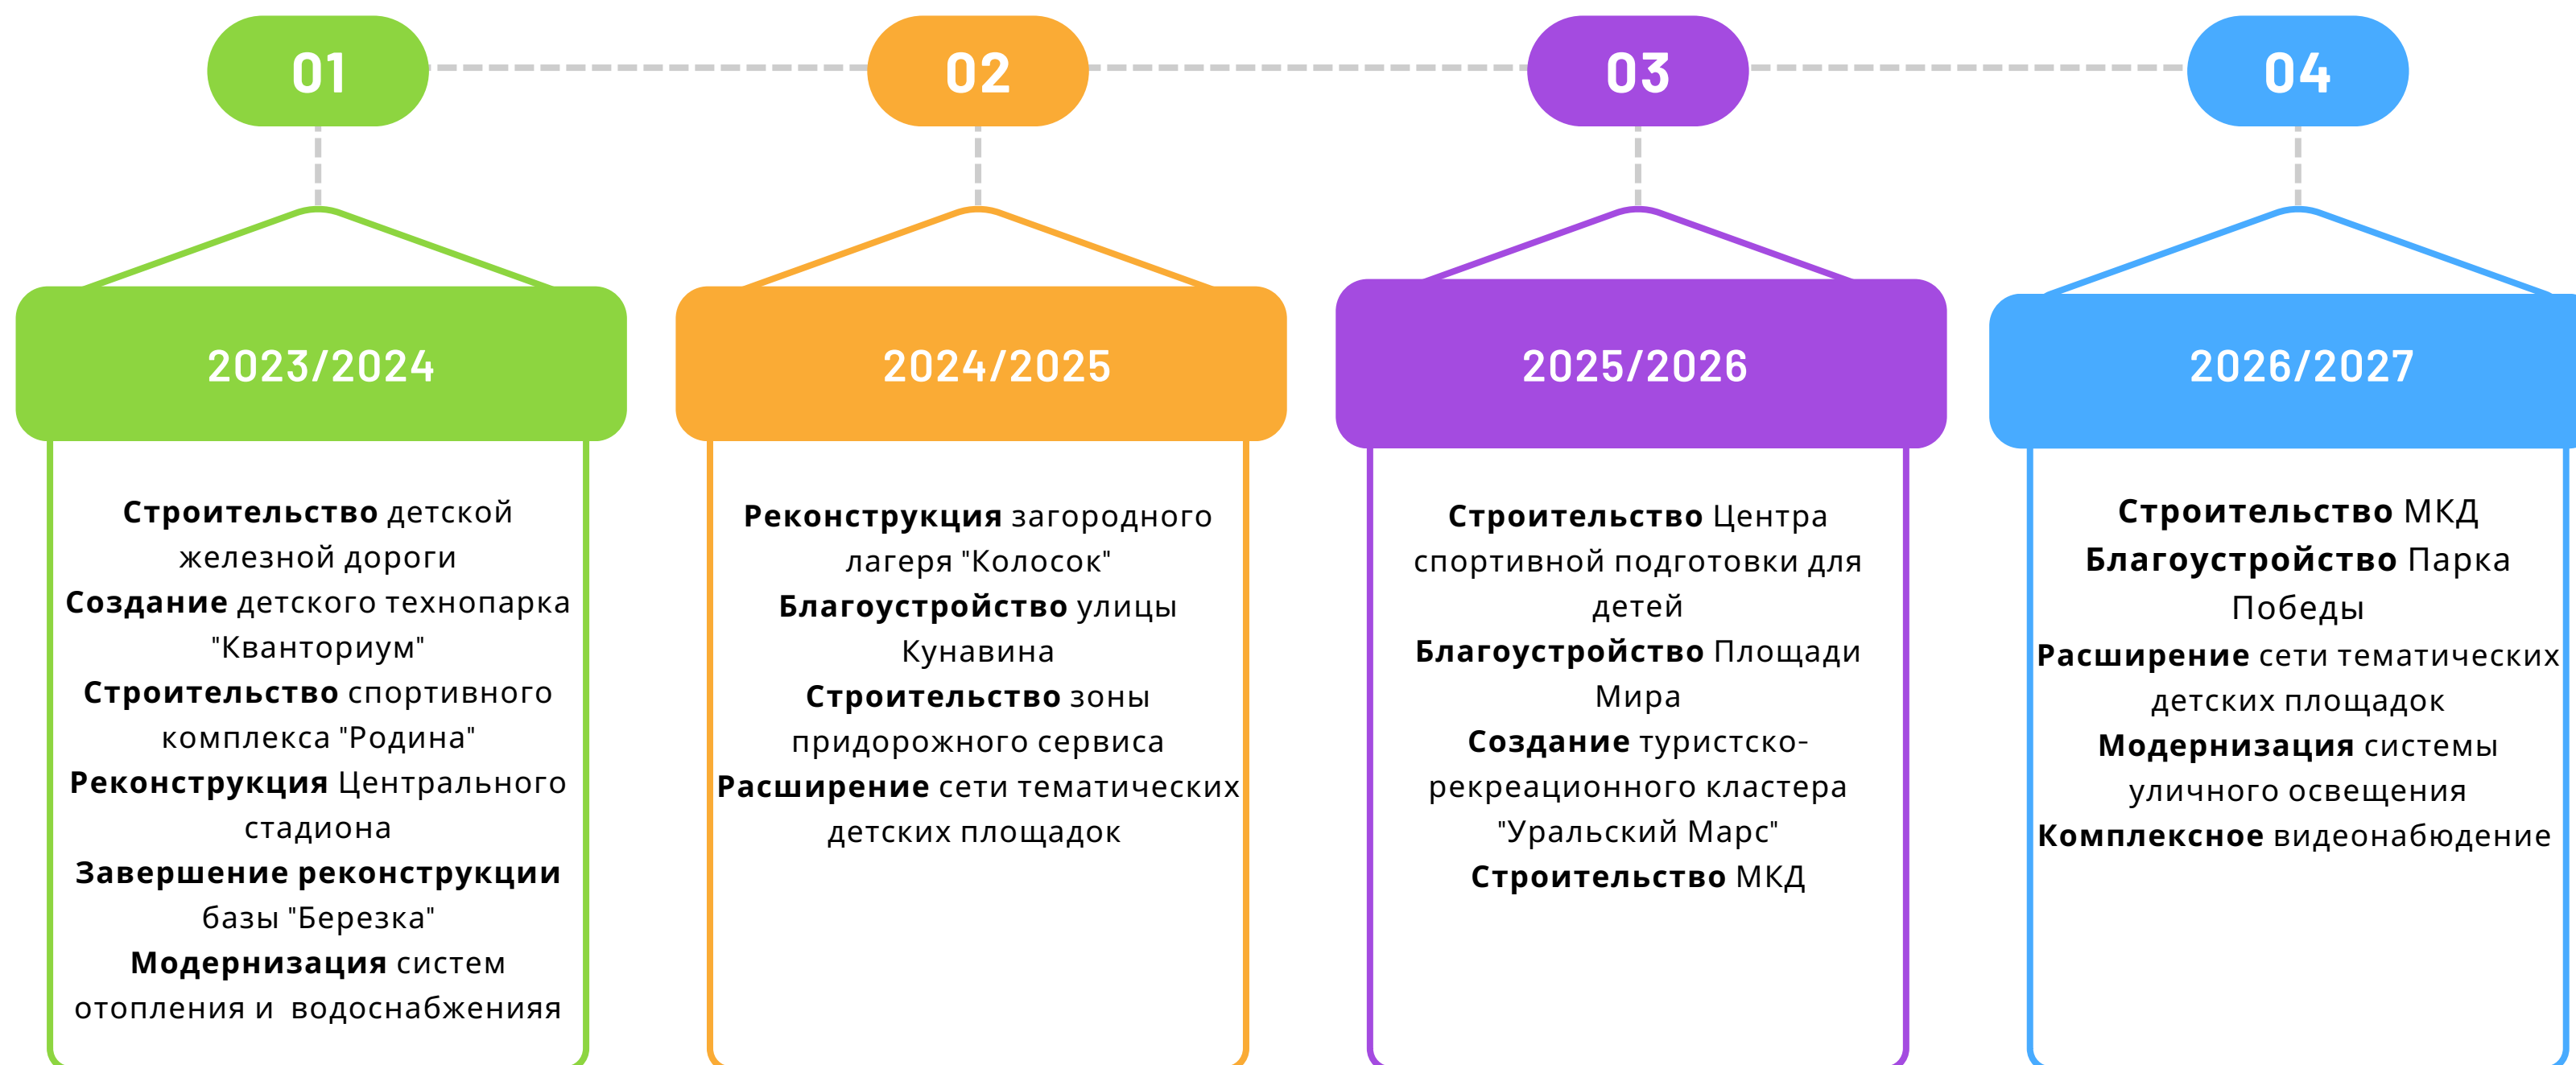 01
02
03
04
2023/2024
2024/2025
2025/2026
2026/2027
Строительство детской
железной дороги
Создание детского технопарка
"Кванториум"
Строительство спортивного
комплекса "Родина"
Реконструкция Центрального
стадиона
Завершение реконструкции
базы "Березка"
Модернизация систем
отопления и  водоснабженияя
Реконструкция загородного
лагеря "Колосок"
Благоустройство улицы
Кунавина
Строительство зоны
придорожного сервиса
Расширение сети тематических
детских площадок
Строительство Центра
спортивной подготовки для
детей
Благоустройство Площади
Мира
Создание туристско-
рекреационного кластера
"Уральский Марс"
Строительство МКД
Строительство МКД
Благоустройство Парка
Победы
Расширение сети тематических
детских площадок
Модернизация системы
уличного освещения
Комплексное видеонабюдение